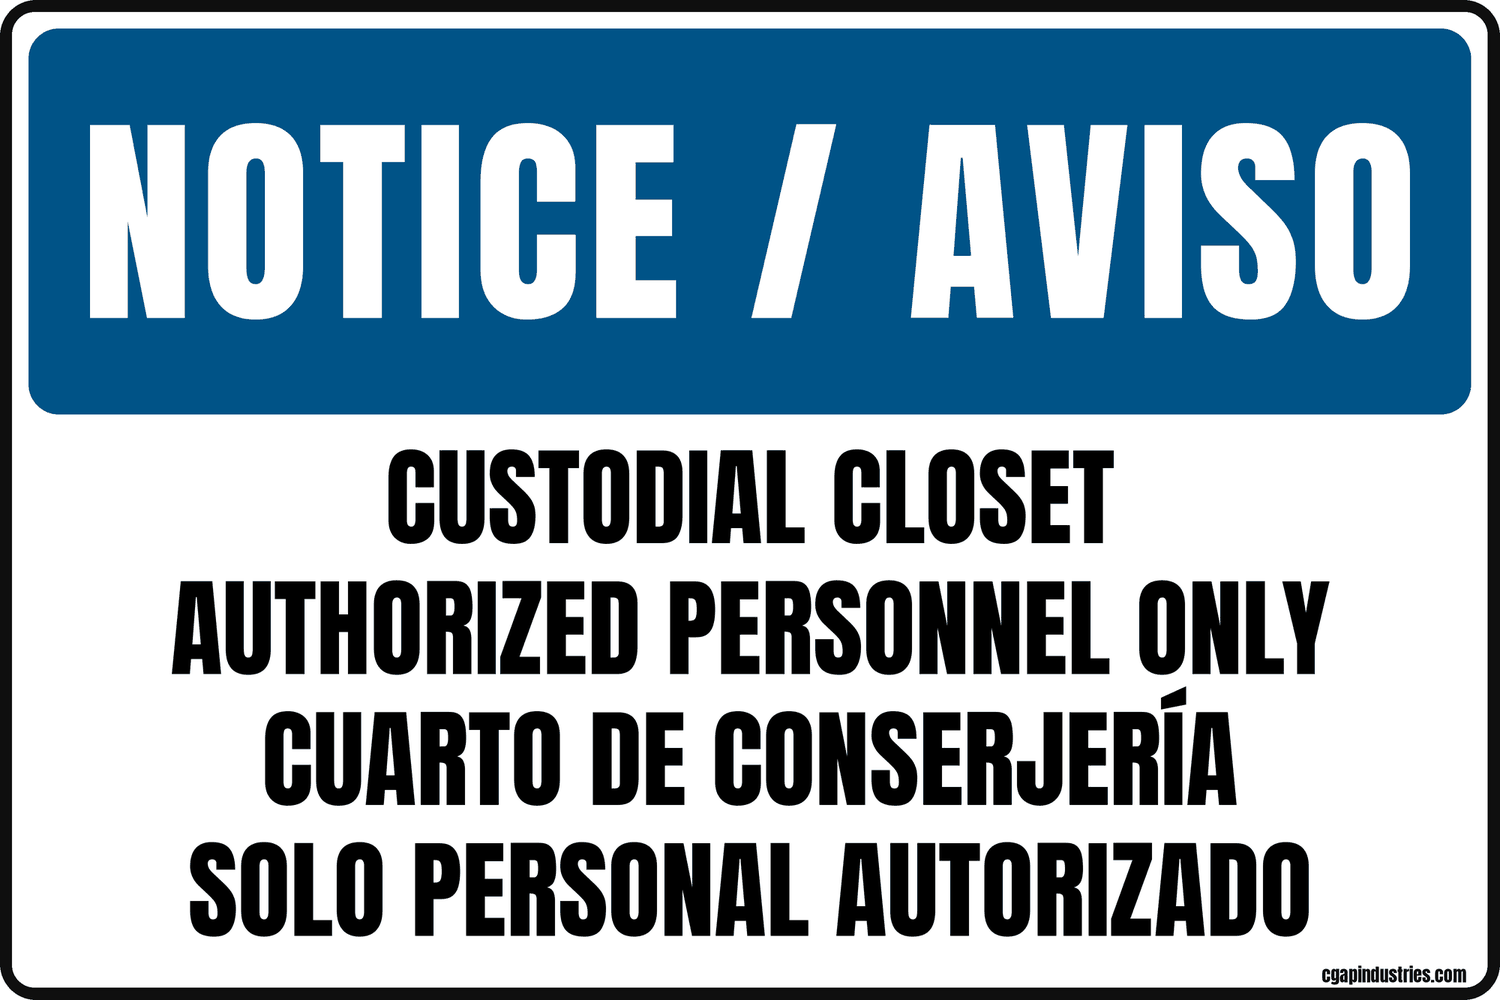 NOTICE / AVISO
CUSTODIAL CLOSET
AUTHORIZED PERSONNEL ONLY
CUARTO DE CONSERJERÍA
SOLO PERSONAL AUTORIZADO
cgapindustries.com